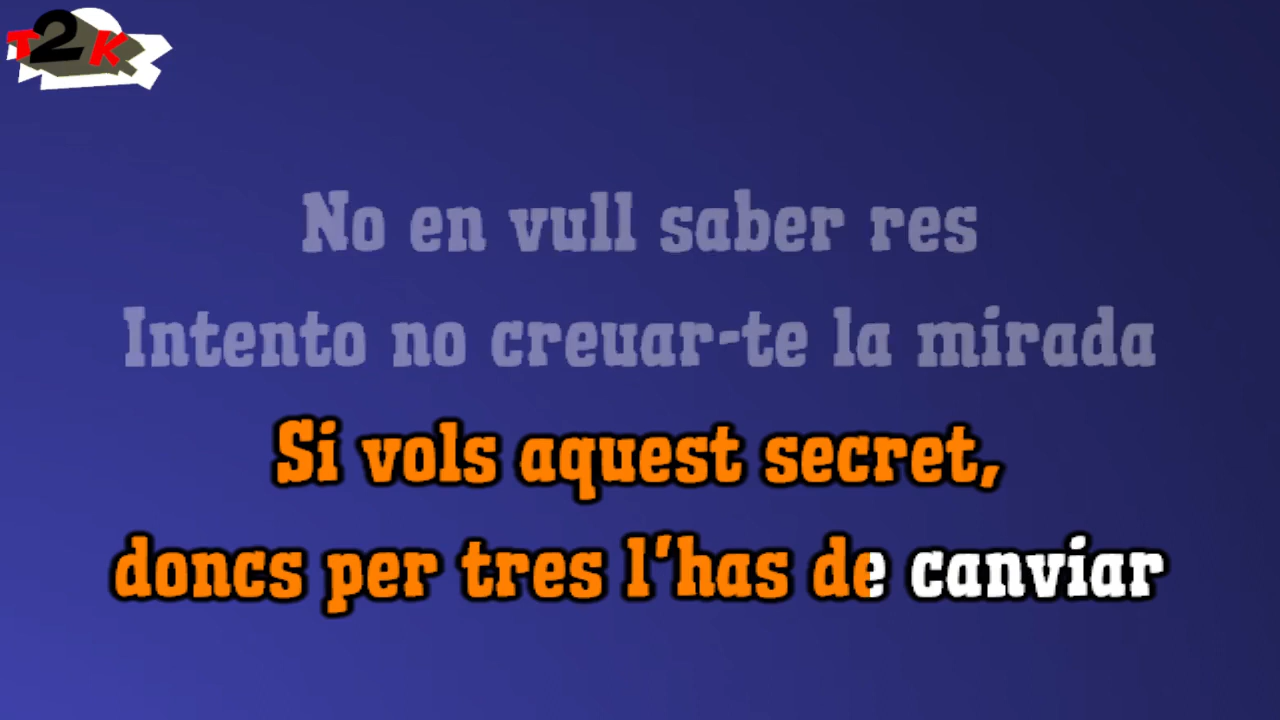 T2K
No en vull saber res
Intento no creuar-te la mirada
Si vols aquest secret,
doncs per tres l'has de canviar